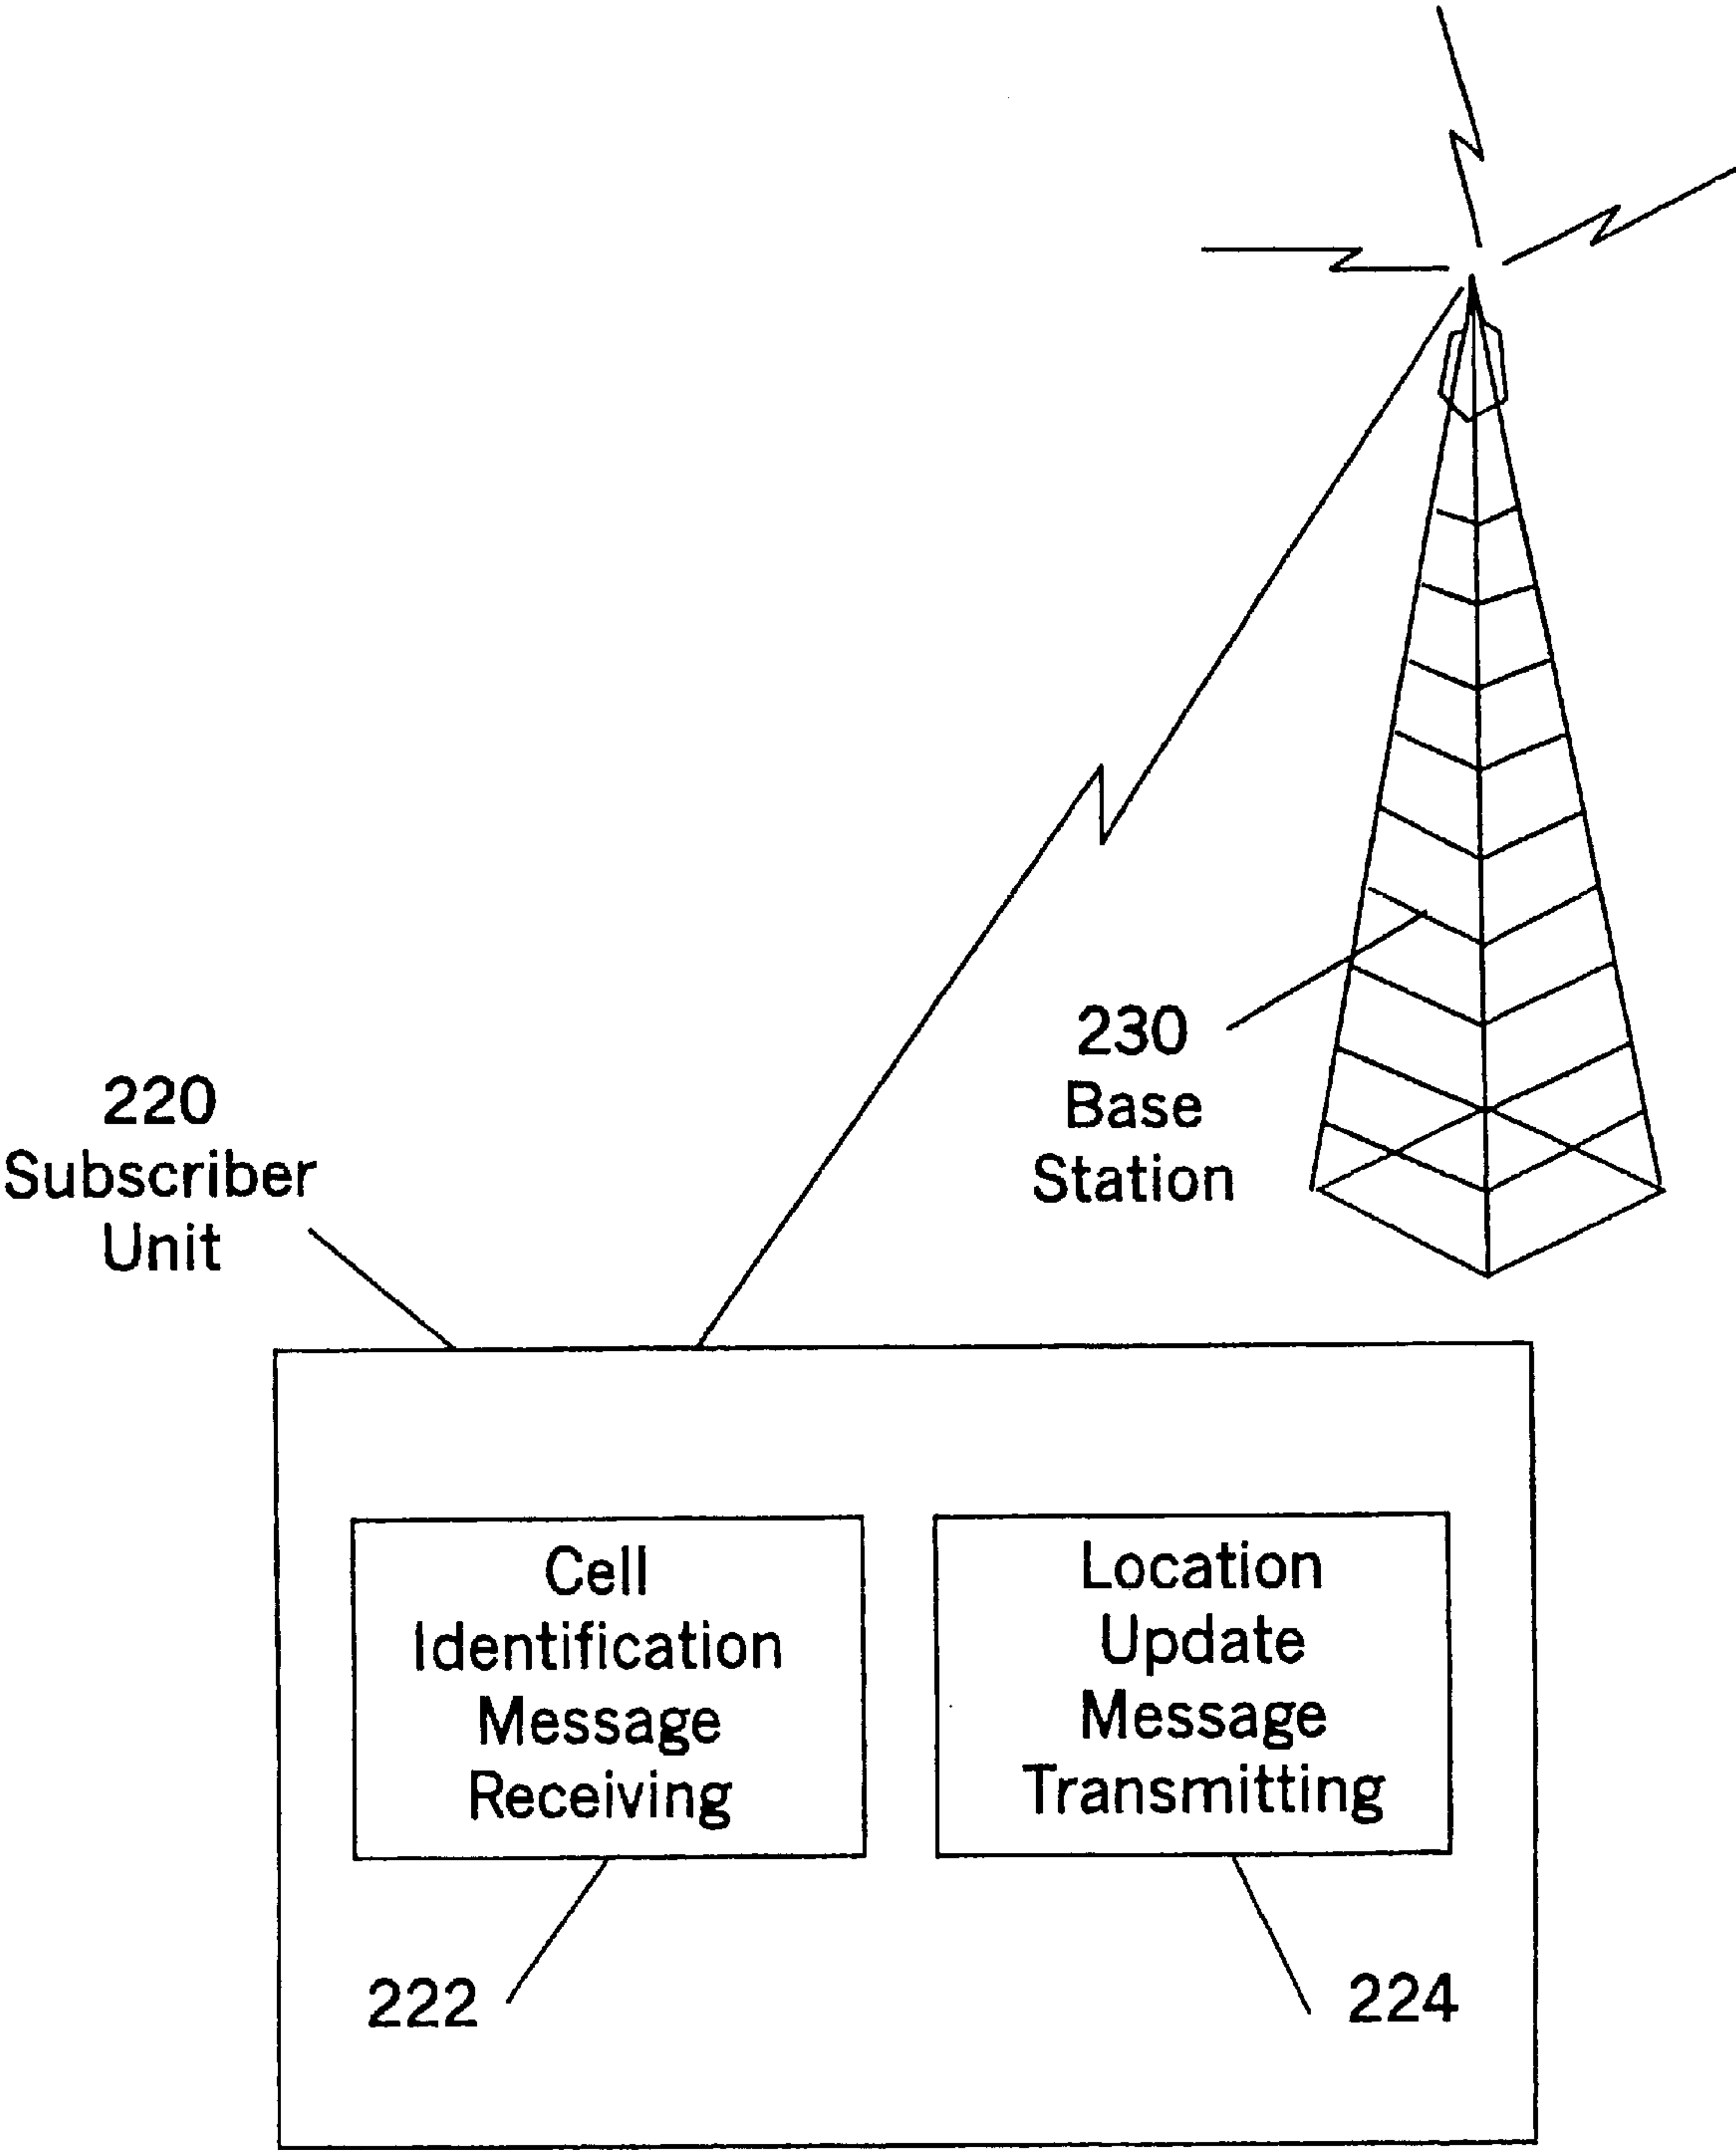 230
Base
Station
220
Subscriber
Unit
Cell
Identification
Message
Receiving
Location
Update
Message
Transmitting
222
224